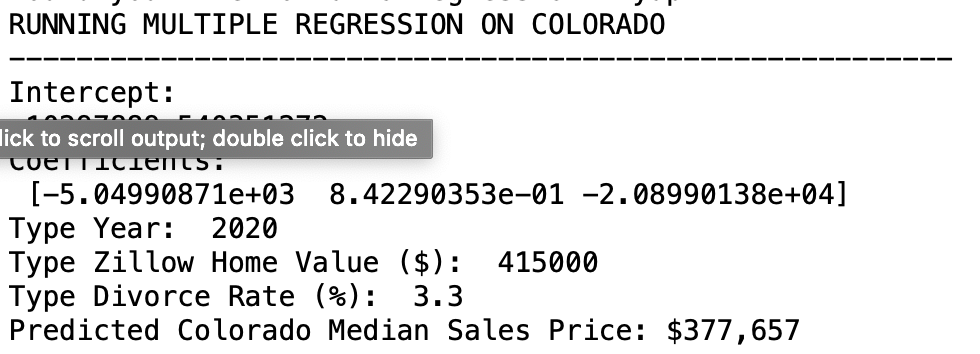 RUNNING MULTIPLE REGRESSION ON COLORADO
--------------------------------------------------------
Intercept:
lick to scroll output; double click to hide
Coefficients:
[-5.04990871e+03 8.42290353e-01 -2.08990138e+04]
Type Year: 2020
Type Zillow Home Value ($): 415000
Type Divorce Rate (%): 3.3
Predicted Colorado Median Sales Price: $377,657